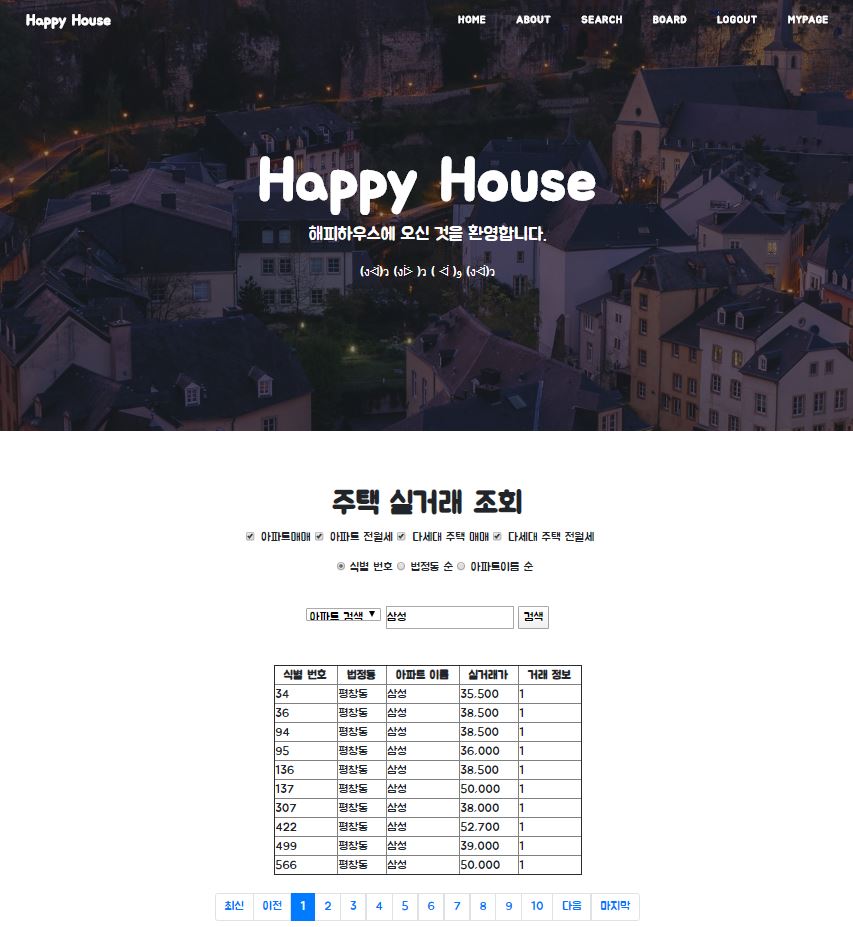 Happy House HOME ABOUT SEARCH BOARD LOGOUT MYPAGE
Happy House
해피하우스에 오신 것을 환영합니다.
아파트매매 아파트 전월세 다세대 주택 매매 다세대 주택 전월세
주택 실거래 조회
식별 번호 법정동 순 아파트이름 순
아파트 검색 삼성 검색
식별 번호 법정동 아파트 이름 실거래가 거래 정보
34 평창동 삼성 35,500 1
36 평창동 삼성 38,500 1
94 평창동 삼성 38,500 1
95 평창동 삼성 36,000 1
136 평창동 삼성 38,500 1
137 평창동 삼성 50,000 1
307 평창동 삼성 38,000 1
422 평창동 삼성 52,700 1
499 평창동 삼성 39,000 1
566 평창동 삼성 50,000 1
최신 이전 1 2 3 4 5 6 7 8 9 10 다음 마지막